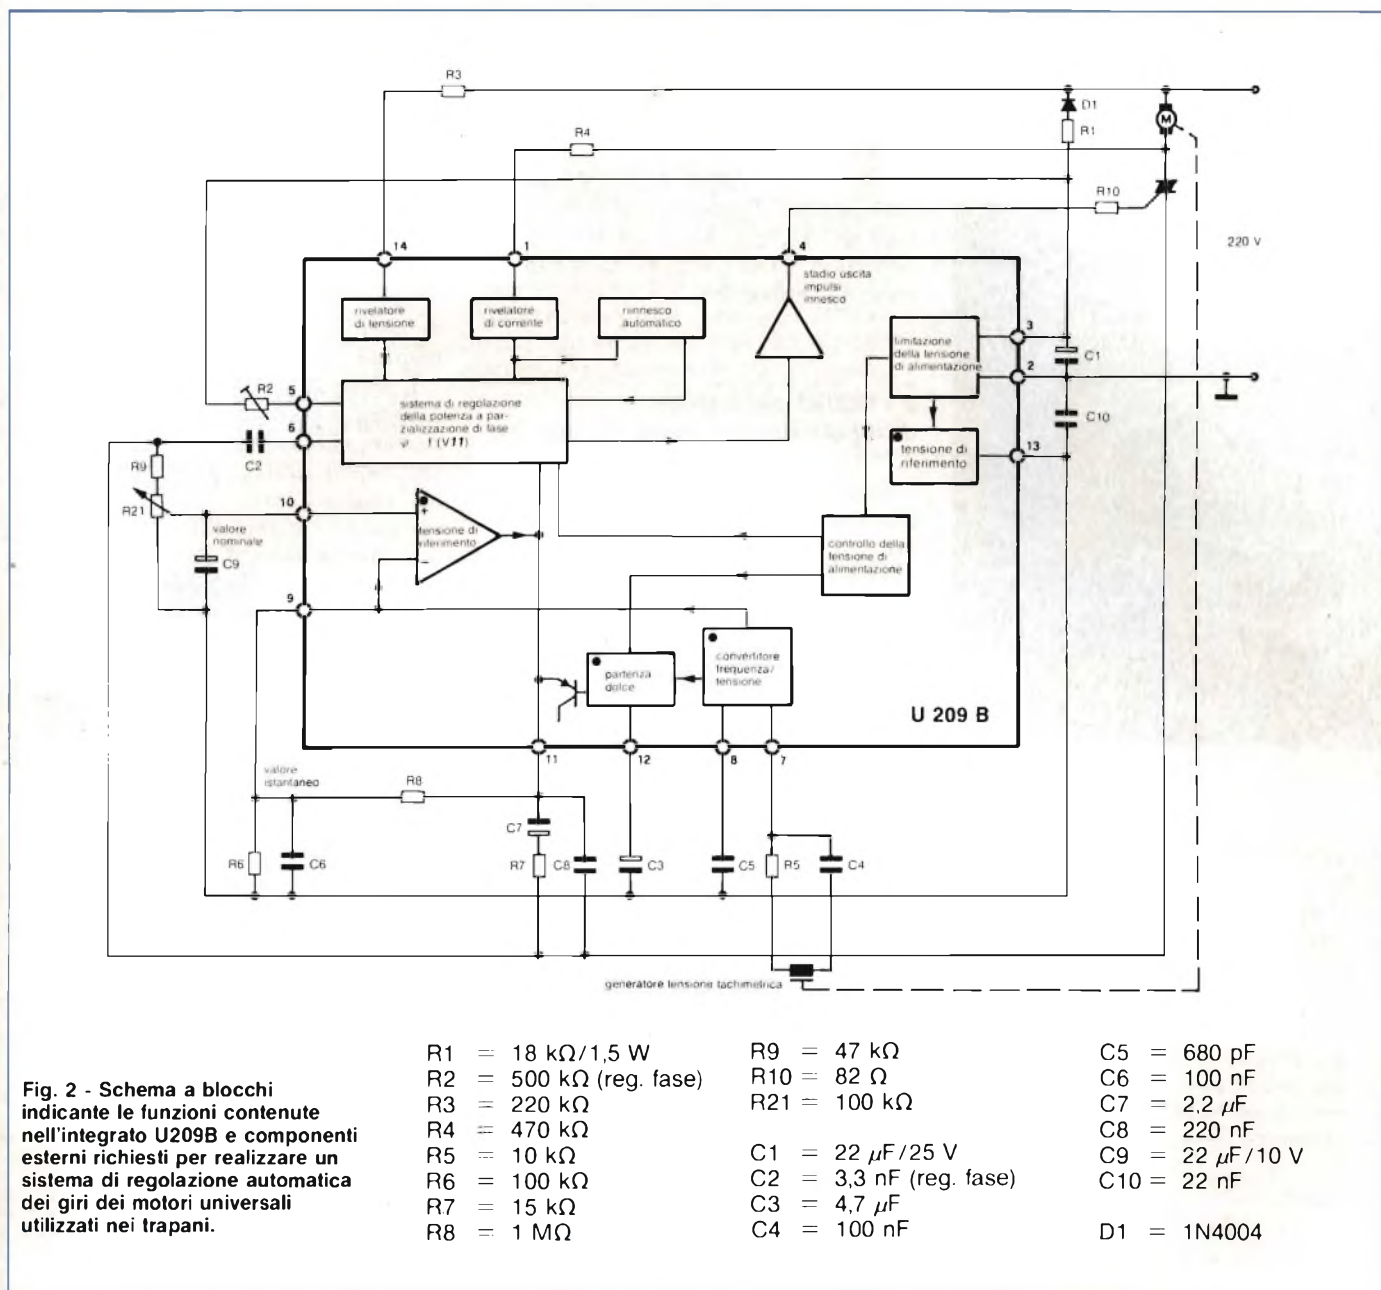 R3
D1
M
R1
R4
R10
220 V
14
1
4
stadio uscita
impulsi
innesco
rivelatore
di tensione
rivelatore
di corrente
riinnesco
automatico
limitazione
della tensione
di alimentazione
3
C1
2
R2
5
sistema di regolazione
della potenza a par-
zializzazione di fase
(V11)
6
C2
C10
R9
tensione di
riferimento
13
R21
10
valore
nominale
+
tensione di
riferimento
−
C9
controllo della
tensione di
alimentazione
9
partenza
dolce
convertitore
frequenza/
tensione
U 209 B
11
12
8
7
valore
istantaneo
R8
C7
R6
C6
R7
C8
C3
C5
R5
C4
generatore tensione tachimetrica
Fig. 2 - Schema a blocchi
indicante le funzioni contenute
nell'integrato U209B e componenti
esterni richiesti per realizzare un
sistema di regolazione automatica
dei giri dei motori universali
utilizzati nei trapani.
R1 = 18 kΩ/1,5 W
R2 = 500 kΩ (reg. fase)
R3 = 220 kΩ
R4 = 470 kΩ
R5 = 10 kΩ
R6 = 100 kΩ
R7 = 15 kΩ
R8 = 1 MΩ
R9 = 47 kΩ
R10 = 82 Ω
R21 = 100 kΩ
C1 = 22 µF/25 V
C2 = 3,3 nF (reg. fase)
C3 = 4,7 µF
C4 = 100 nF
C5 = 680 pF
C6 = 100 nF
C7 = 2,2 µF
C8 = 220 nF
C9 = 22 µF/10 V
C10 = 22 nF
D1 = 1N4004